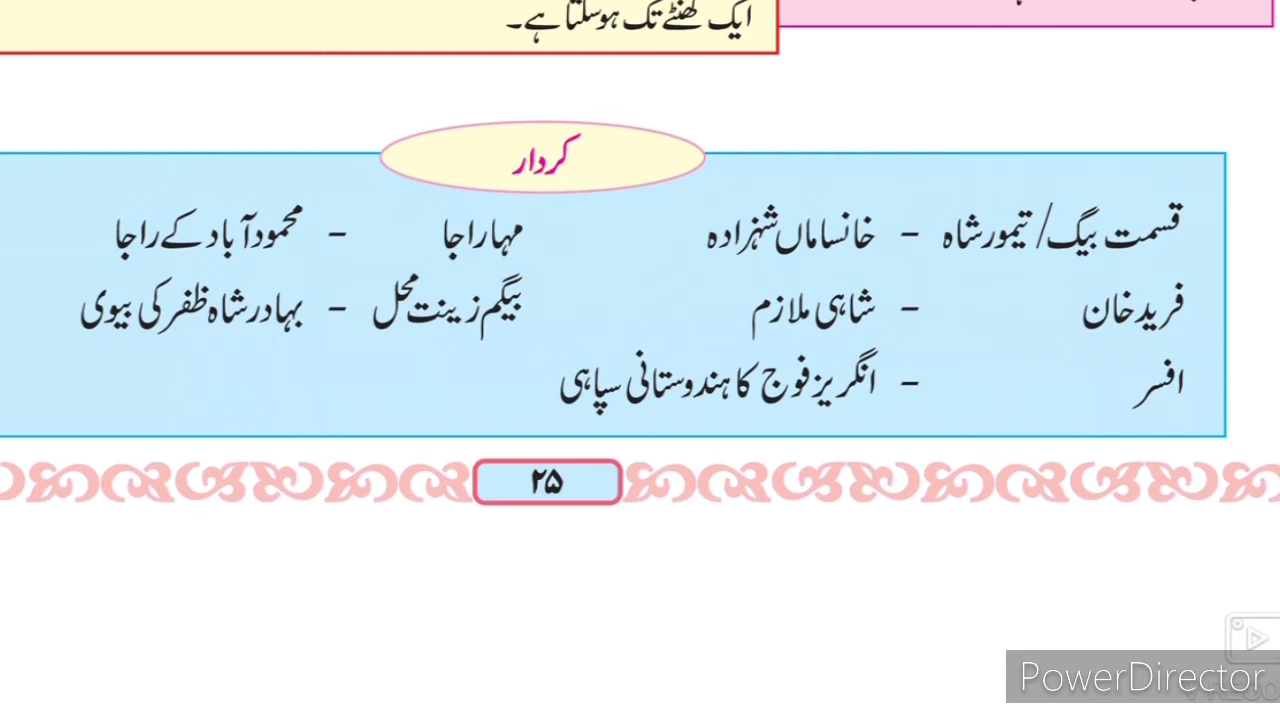 ایک گھنٹے تک ہوسکتا ہے۔
کردار
قسمت بیگ/ تیمور شاہ – خانساماں شہزادہ مہاراجا – محمود آباد کے راجا
فرید خان – شاہی ملازم بیگم زینت محل – بہادر شاہ ظفر کی بیوی
افسر – انگریز فوج کا ہندوستانی سپاہی
۲۵
PowerDirector